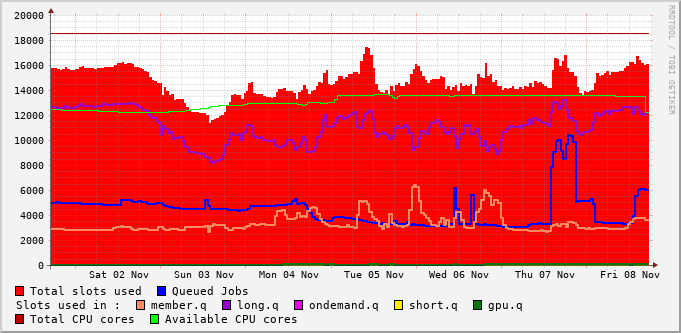 20000
18000
16000
14000
12000
10000
8000
6000
4000
2000
0
Sat 02 Nov Sun 03 Nov Mon 04 Nov Tue 05 Nov Wed 06 Nov Thu 07 Nov Fri 08 Nov
Total slots used Queued Jobs
Slots used in : member.q long.q ondemand.q short.q gpu.q
Total CPU cores Available CPU cores
RRDTOOL / TOBI OETIKER